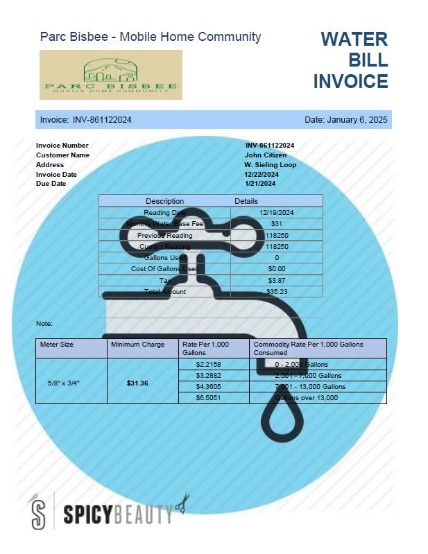 Parc Bisbee - Mobile Home Community
WATER
BILL
INVOICE
PARC BISBEE
MOBILE HOME COMMUNITY
Invoice: INV-861122024 Date: January 6, 2025
Invoice Number INV-861122024
Customer Name John Citizen
Address W. Sieling Loop
Invoice Date 12/22/2024
Due Date 1/21/2024
Description Details
Reading Date 12/19/2024
Monthly Water Base Fee $31
Previous Reading 118250
Current Reading 118250
Gallons Used 0
Cost Of Gallons Used $0.00
Tax $3.87
Total Amount $35.23
Note:
Meter Size Minimum Charge Rate Per 1,000 Gallons Commodity Rate Per 1,000 Gallons Consumed
5/8" x 3/4" $31.36
$2.2158 0 - 2,000 Gallons
$3.2882 2,001 - 7,000 Gallons
$4.3605 7,001 - 13,000 Gallons
$6.5051 Gallons over 13,000
SPICYBEAUTY